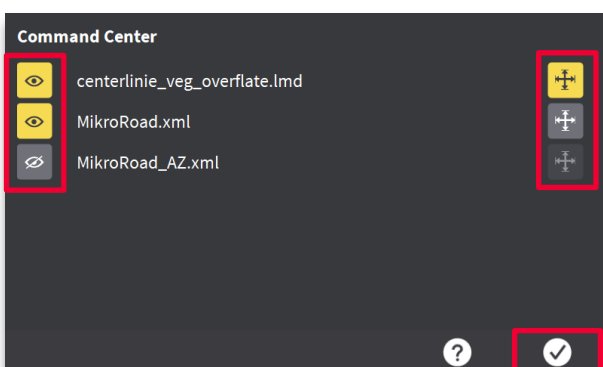 Command Center
centerlinie_veg_overflate.lmd
MikroRoad.xml
MikroRoad_AZ.xml
?